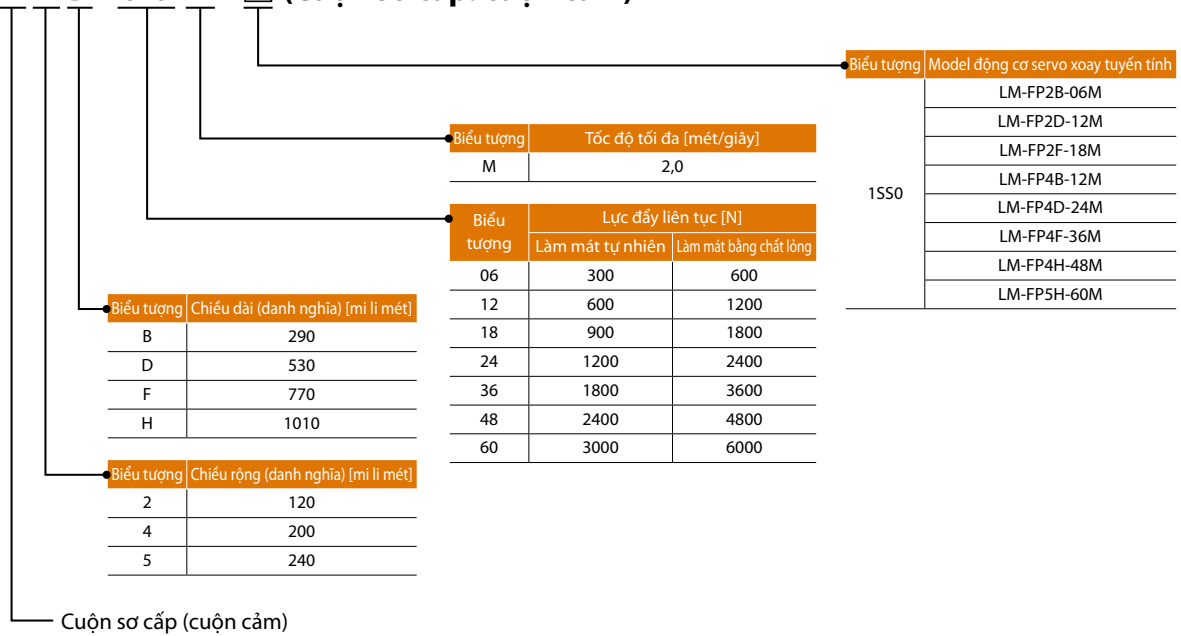 Biểu tượng Model động cơ servo xoay tuyến tính
1SS0
LM-FP2B-06M
LM-FP2D-12M
LM-FP2F-18M
LM-FP4B-12M
LM-FP4D-24M
LM-FP4F-36M
LM-FP4H-48M
LM-FP5H-60M
Biểu tượng Tốc độ tối đa [mét/giây]
M 2,0
Biểu tượng Lực đẩy liên tục [N]
Làm mát tự nhiên Làm mát bằng chất lỏng
06 300 600
12 600 1200
18 900 1800
24 1200 2400
36 1800 3600
48 2400 4800
60 3000 6000
Biểu tượng Chiều dài (danh nghĩa) [mi li mét]
B 290
D 530
F 770
H 1010
Biểu tượng Chiều rộng (danh nghĩa) [mi li mét]
2 120
4 200
5 240
Cuộn sơ cấp (cuộn cảm)